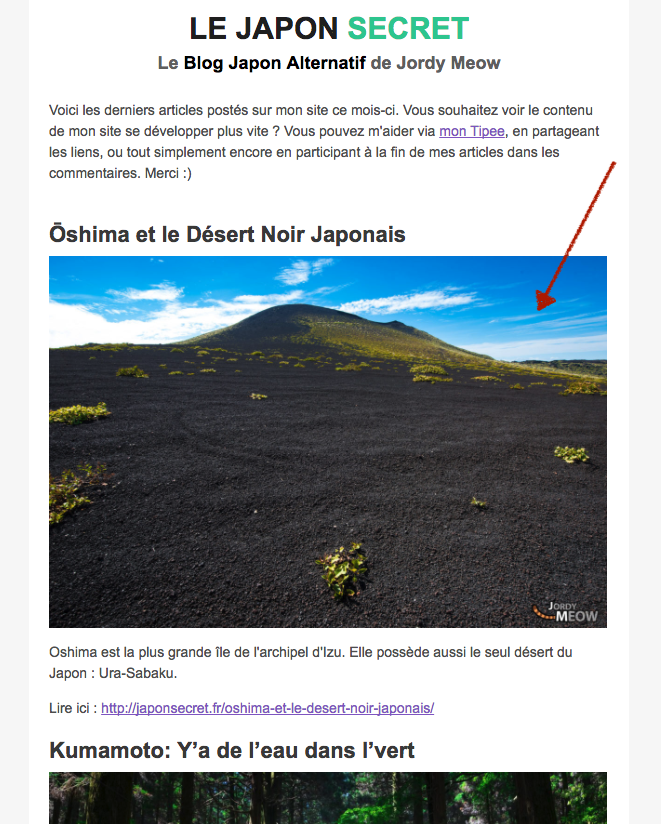 LE JAPON SECRET
Le Blog Japon Alternatif de Jordy Meow
Voici les derniers articles postés sur mon site ce mois-ci. Vous souhaitez voir le contenu
de mon site se développer plus vite ? Vous pouvez m'aider via mon Tipee, en partageant
les liens, ou tout simplement encore en participant à la fin de mes articles dans les
commentaires. Merci :)
Ōshima et le Désert Noir Japonais
JORDY
MEOW
Oshima est la plus grande île de l'archipel d'Izu. Elle possède aussi le seul désert du
Japon : Ura-Sabaku.
Lire ici : http://japonsecret.fr/oshima-et-le-desert-noir-japonais/
Kumamoto: Y’a de l’eau dans l’vert